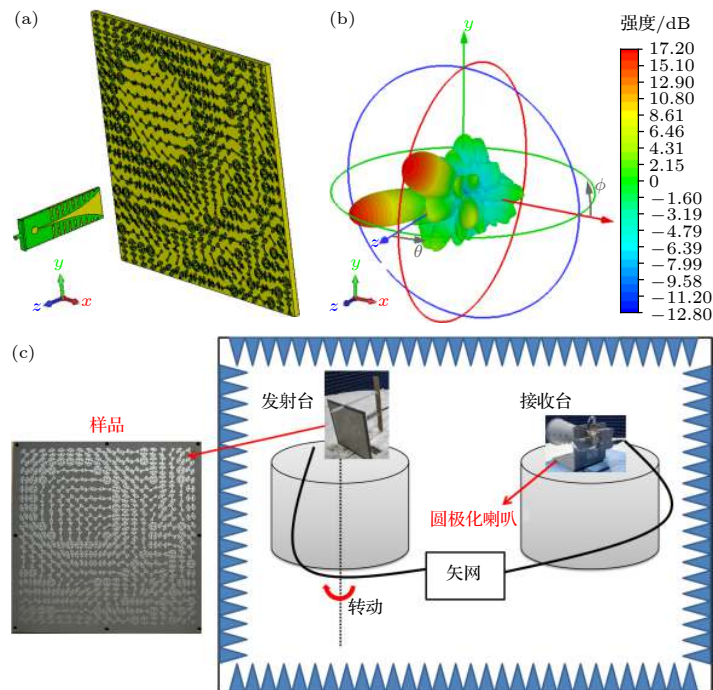 (a)
y
z
x
(b)
y
z
θ
ϕ
y
z
x
强度/dB
17.20
15.10
12.90
10.80
8.61
6.46
4.31
2.15
0
−1.60
−3.19
−4.79
−6.39
−7.99
−9.58
−11.20
−12.80
(c)
样品
发射台
接收台
圆极化喇叭
矢网
转动